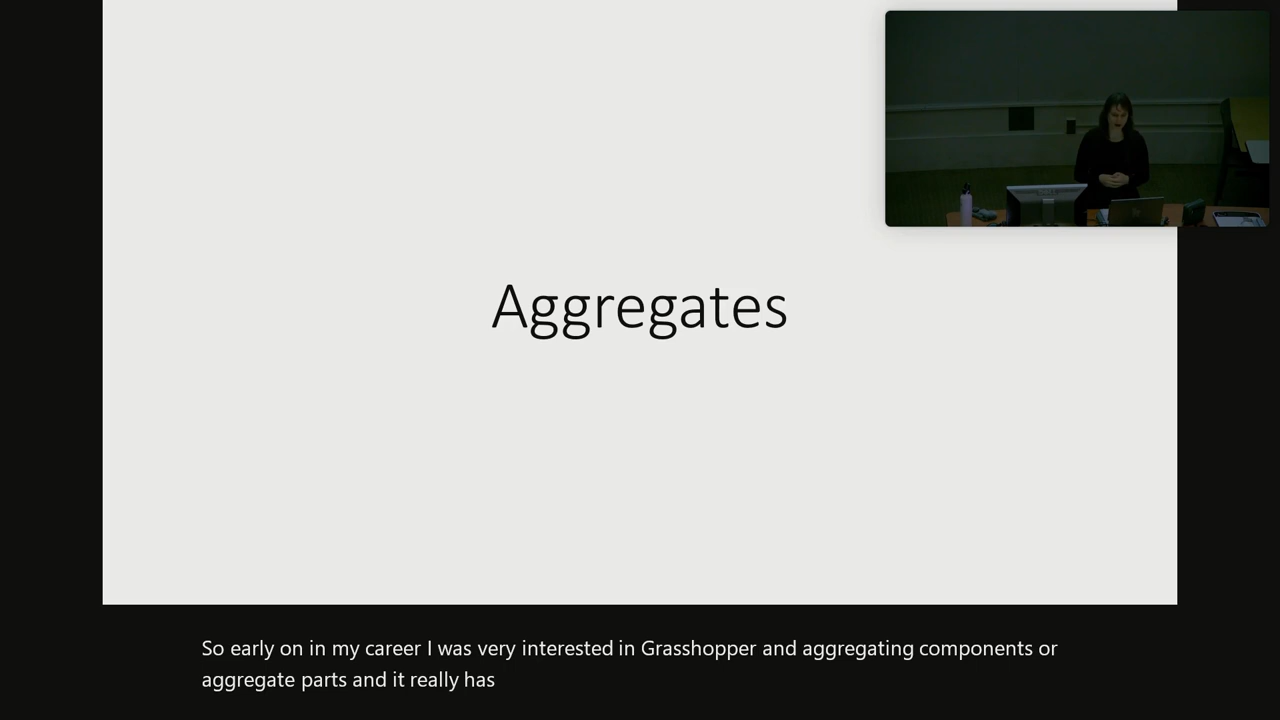 Aggregates
So early on in my career I was very interested in Grasshopper and aggregating components or
aggregate parts and it really has